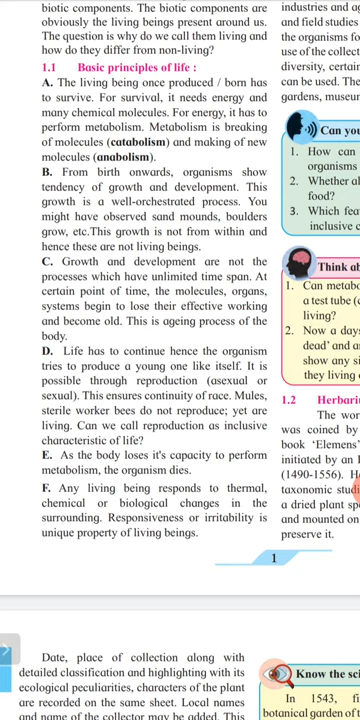 biotic components. The biotic components are
obviously the living beings present around us.
The question is why do we call them living and
how do they differ from non-living?
1.1 Basic principles of life :
A. The living being once produced / born has
to survive. For survival, it needs energy and
many chemical molecules. For energy, it has to
perform metabolism. Metabolism is breaking
of molecules (catabolism) and making of new
molecules (anabolism).
B. From birth onwards, organisms show
tendency of growth and development. This
growth is a well-orchestrated process. You
might have observed sand mounds, boulders
grow, etc.This growth is not from within and
hence these are not living beings.
C. Growth and development are not the
processes which have unlimited time span. At
certain point of time, the molecules, organs,
systems begin to lose their effective working
and become old. This is ageing process of the
body.
D. Life has to continue hence the organism
tries to produce a young one like itself. It is
possible through reproduction (asexual or
sexual). This ensures continuity of race. Mules,
sterile worker bees do not reproduce; yet are
living. Can we call reproduction as inclusive
characteristic of life?
E. As the body loses it's capacity to perform
metabolism, the organism dies.
F. Any living being responds to thermal,
chemical or biological changes in the
surrounding. Responsiveness or irritability is
unique property of living beings.
industries and
and field studies
the organisms
use of the collect
diversity,
can be used. The
gardens,
Can
1. How can
organisms
2. Whether
food?
3. Which
inclusive
Think
1. Can
a test tube
living?
2. Now a
dead' and
show any
they living
1.2
The
was coined by
book 'Elemens'
initiated by an
(1490-1556).
taxonomic
a dried plant
and mounted on
preserve it.
1
Date, place of collection along with
detailed classification and highlighting with its
ecological peculiarities, characters of the plant
are recorded on the same sheet. Local names
and name of the collector may be added. This
Know the
In 1543,
botanical garden of